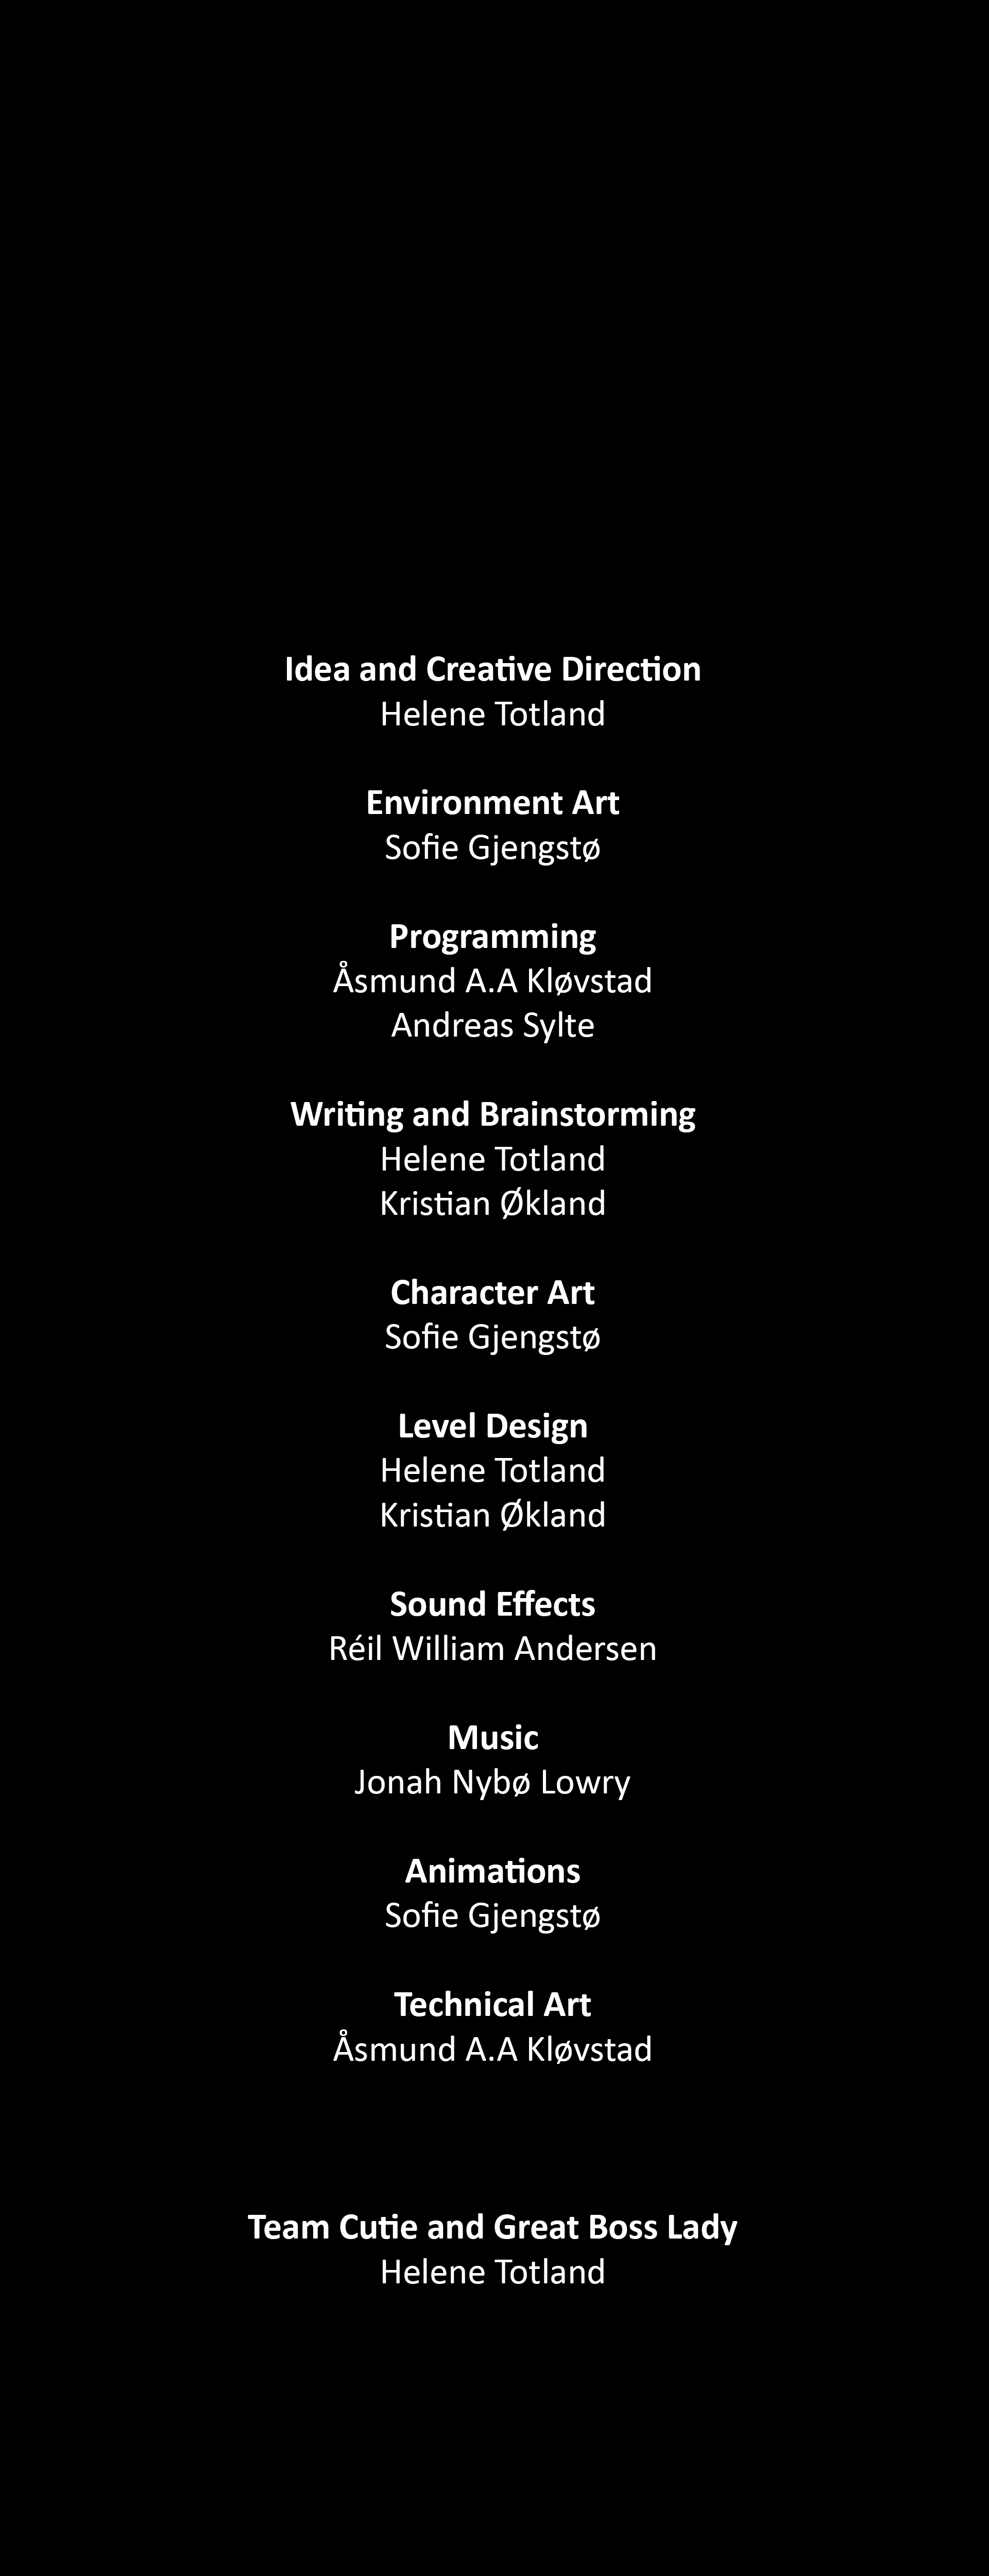 Idea and Creative Direction
Helene Totland
Environment Art
Sofie Gjengstø
Programming
Åsmund A.A Kløvstad
Andreas Sylte
Writing and Brainstorming
Helene Totland
Kristian Økland
Character Art
Sofie Gjengstø
Level Design
Helene Totland
Kristian Økland
Sound Effects
Réil William Andersen
Music
Jonah Nybø Lowry
Animations
Sofie Gjengstø
Technical Art
Åsmund A.A Kløvstad
Team Cutie and Great Boss Lady
Helene Totland